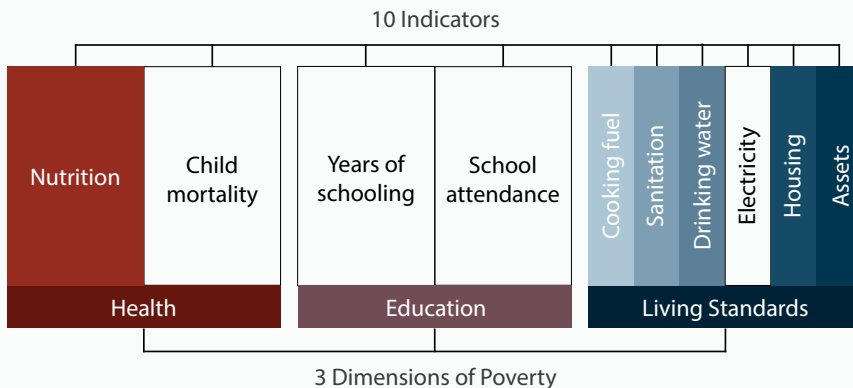 10 Indicators
Nutrition
Child
mortality
Years of
schooling
School
attendance
Cooking fuel
Sanitation
Drinking water
Electricity
Housing
Assets
Health
Education
Living Standards
3 Dimensions of Poverty